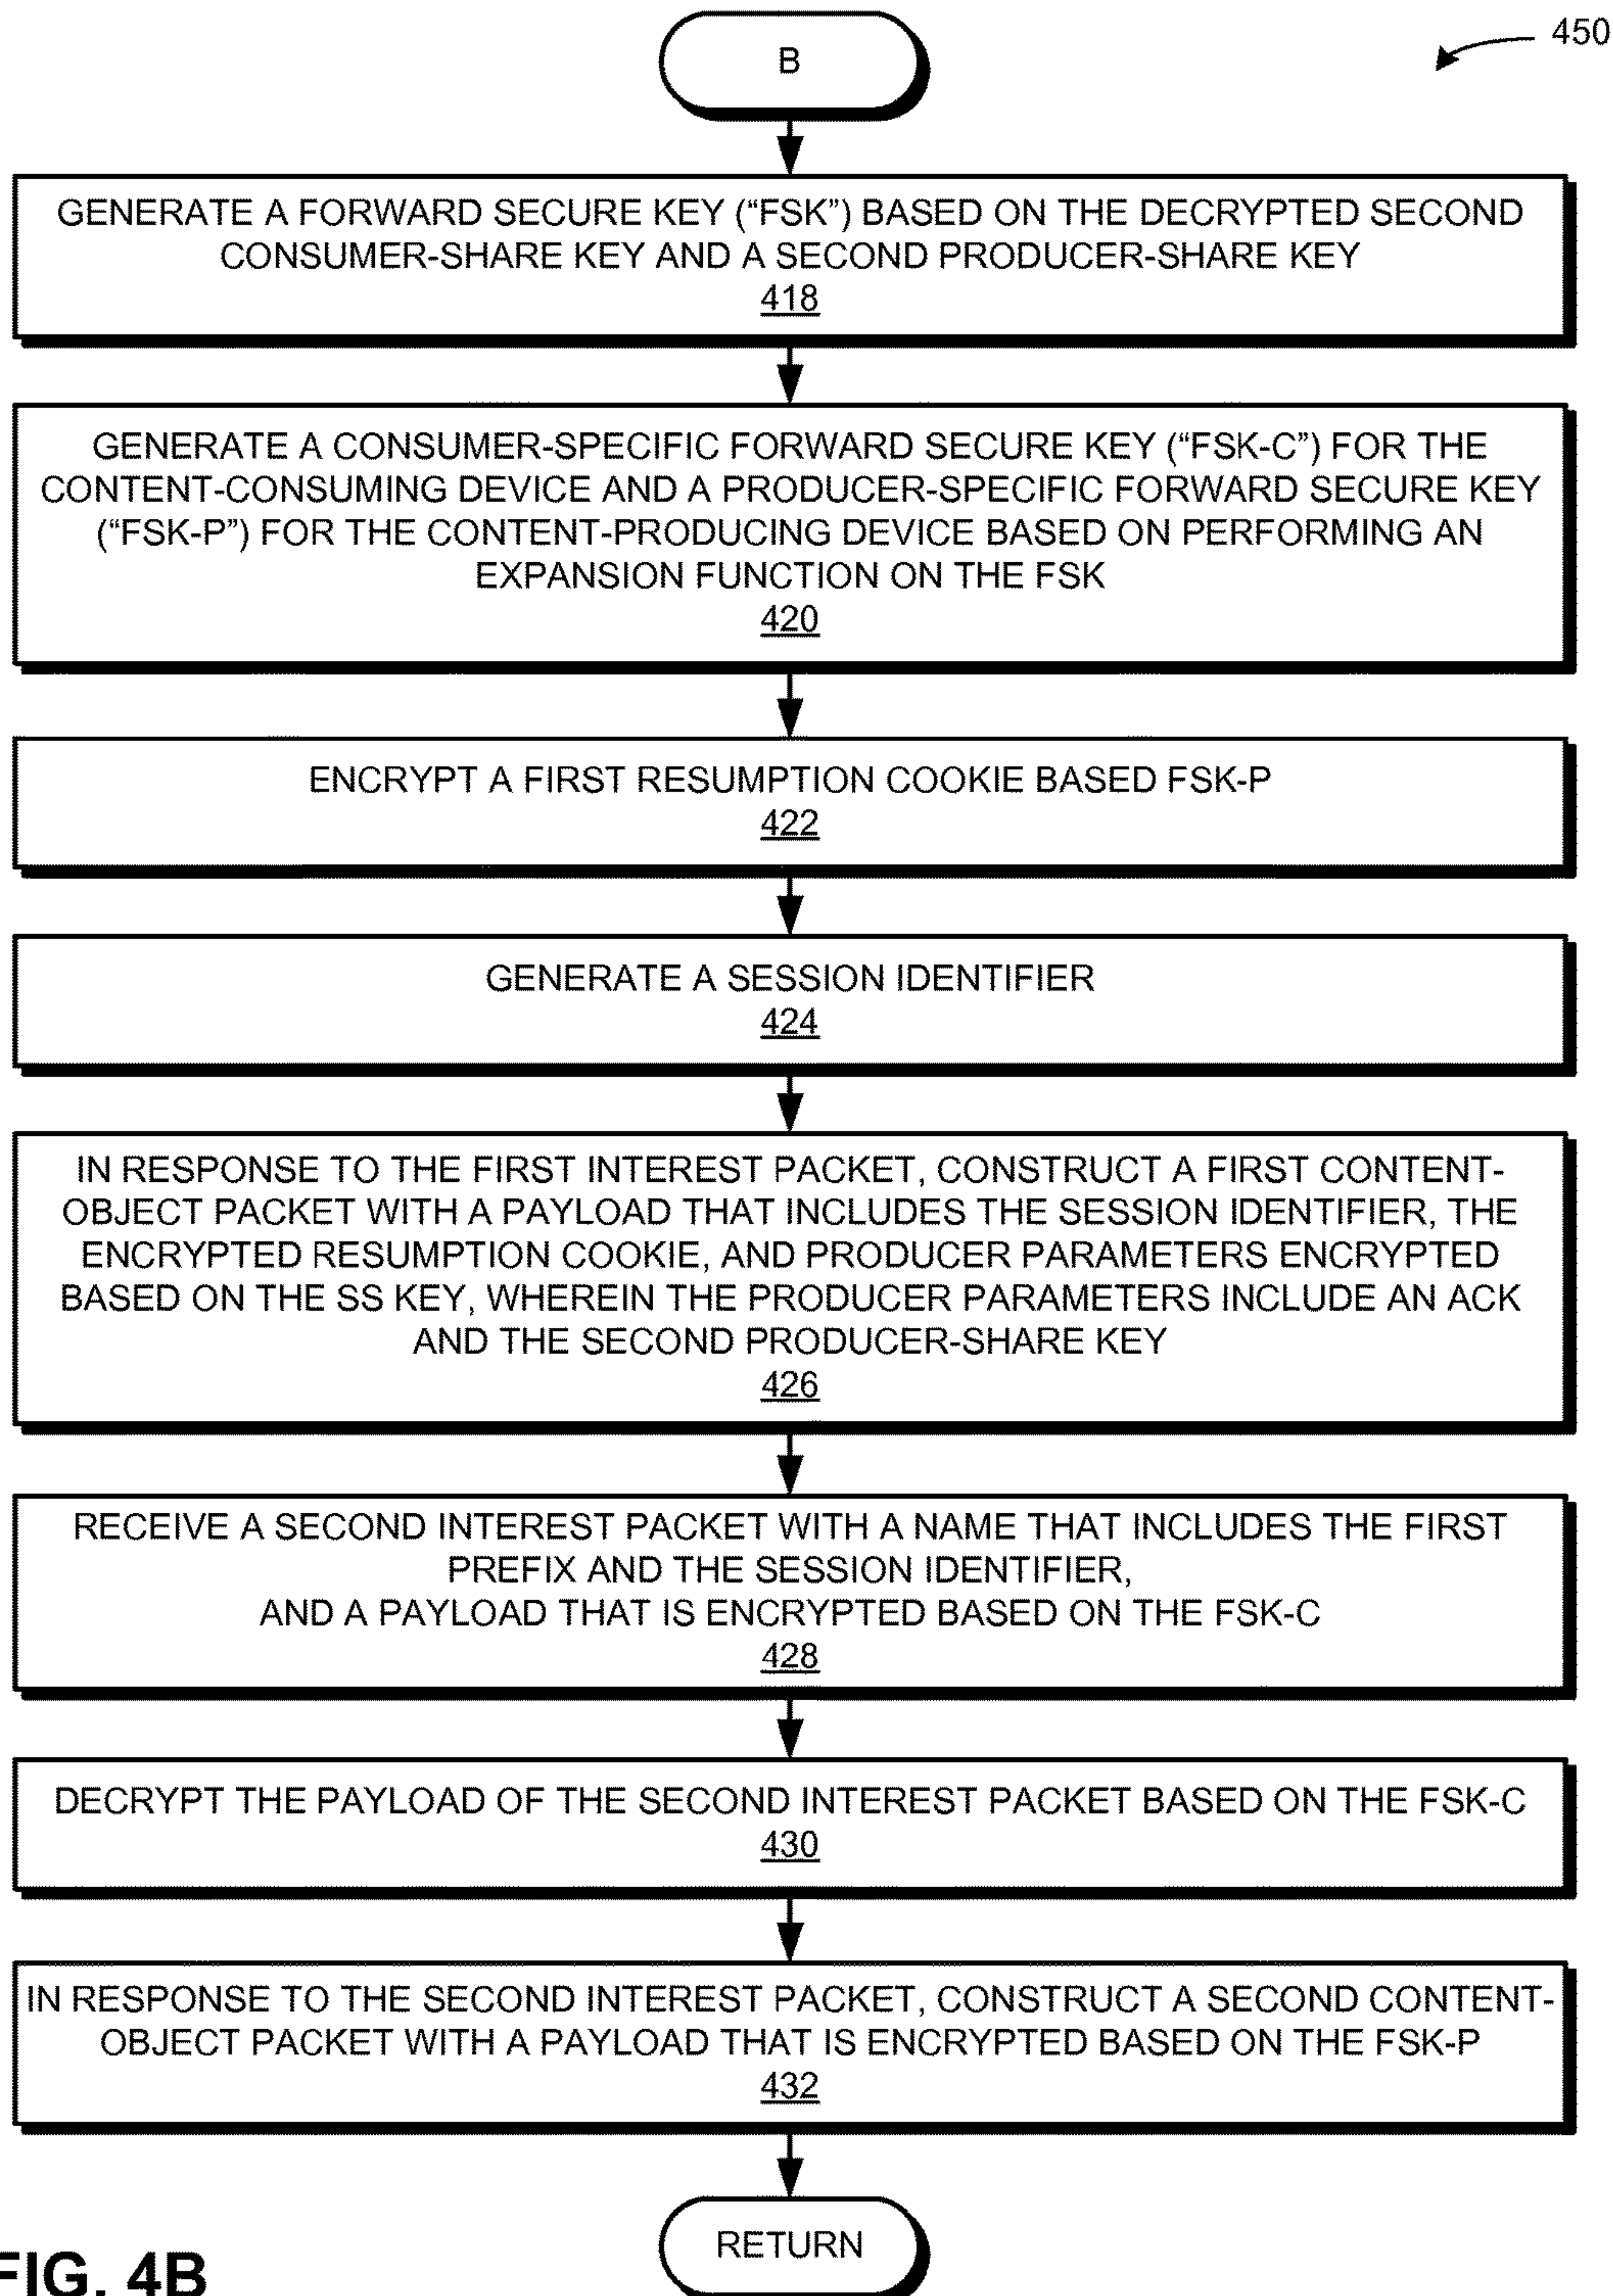 450
B
GENERATE A FORWARD SECURE KEY (“FSK”) BASED ON THE DECRYPTED SECOND
CONSUMER-SHARE KEY AND A SECOND PRODUCER-SHARE KEY
418
GENERATE A CONSUMER-SPECIFIC FORWARD SECURE KEY (“FSK-C”) FOR THE
CONTENT-CONSUMING DEVICE AND A PRODUCER-SPECIFIC FORWARD SECURE KEY
(“FSK-P”) FOR THE CONTENT-PRODUCING DEVICE BASED ON PERFORMING AN
EXPANSION FUNCTION ON THE FSK
420
ENCRYPT A FIRST RESUMPTION COOKIE BASED FSK-P
422
GENERATE A SESSION IDENTIFIER
424
IN RESPONSE TO THE FIRST INTEREST PACKET, CONSTRUCT A FIRST CONTENT-
OBJECT PACKET WITH A PAYLOAD THAT INCLUDES THE SESSION IDENTIFIER, THE
ENCRYPTED RESUMPTION COOKIE, AND PRODUCER PARAMETERS ENCRYPTED
BASED ON THE SS KEY, WHEREIN THE PRODUCER PARAMETERS INCLUDE AN ACK
AND THE SECOND PRODUCER-SHARE KEY
426
RECEIVE A SECOND INTEREST PACKET WITH A NAME THAT INCLUDES THE FIRST
PREFIX AND THE SESSION IDENTIFIER,
AND A PAYLOAD THAT IS ENCRYPTED BASED ON THE FSK-C
428
DECRYPT THE PAYLOAD OF THE SECOND INTEREST PACKET BASED ON THE FSK-C
430
IN RESPONSE TO THE SECOND INTEREST PACKET, CONSTRUCT A SECOND CONTENT-
OBJECT PACKET WITH A PAYLOAD THAT IS ENCRYPTED BASED ON THE FSK-P
432
RETURN
FIG. 4B